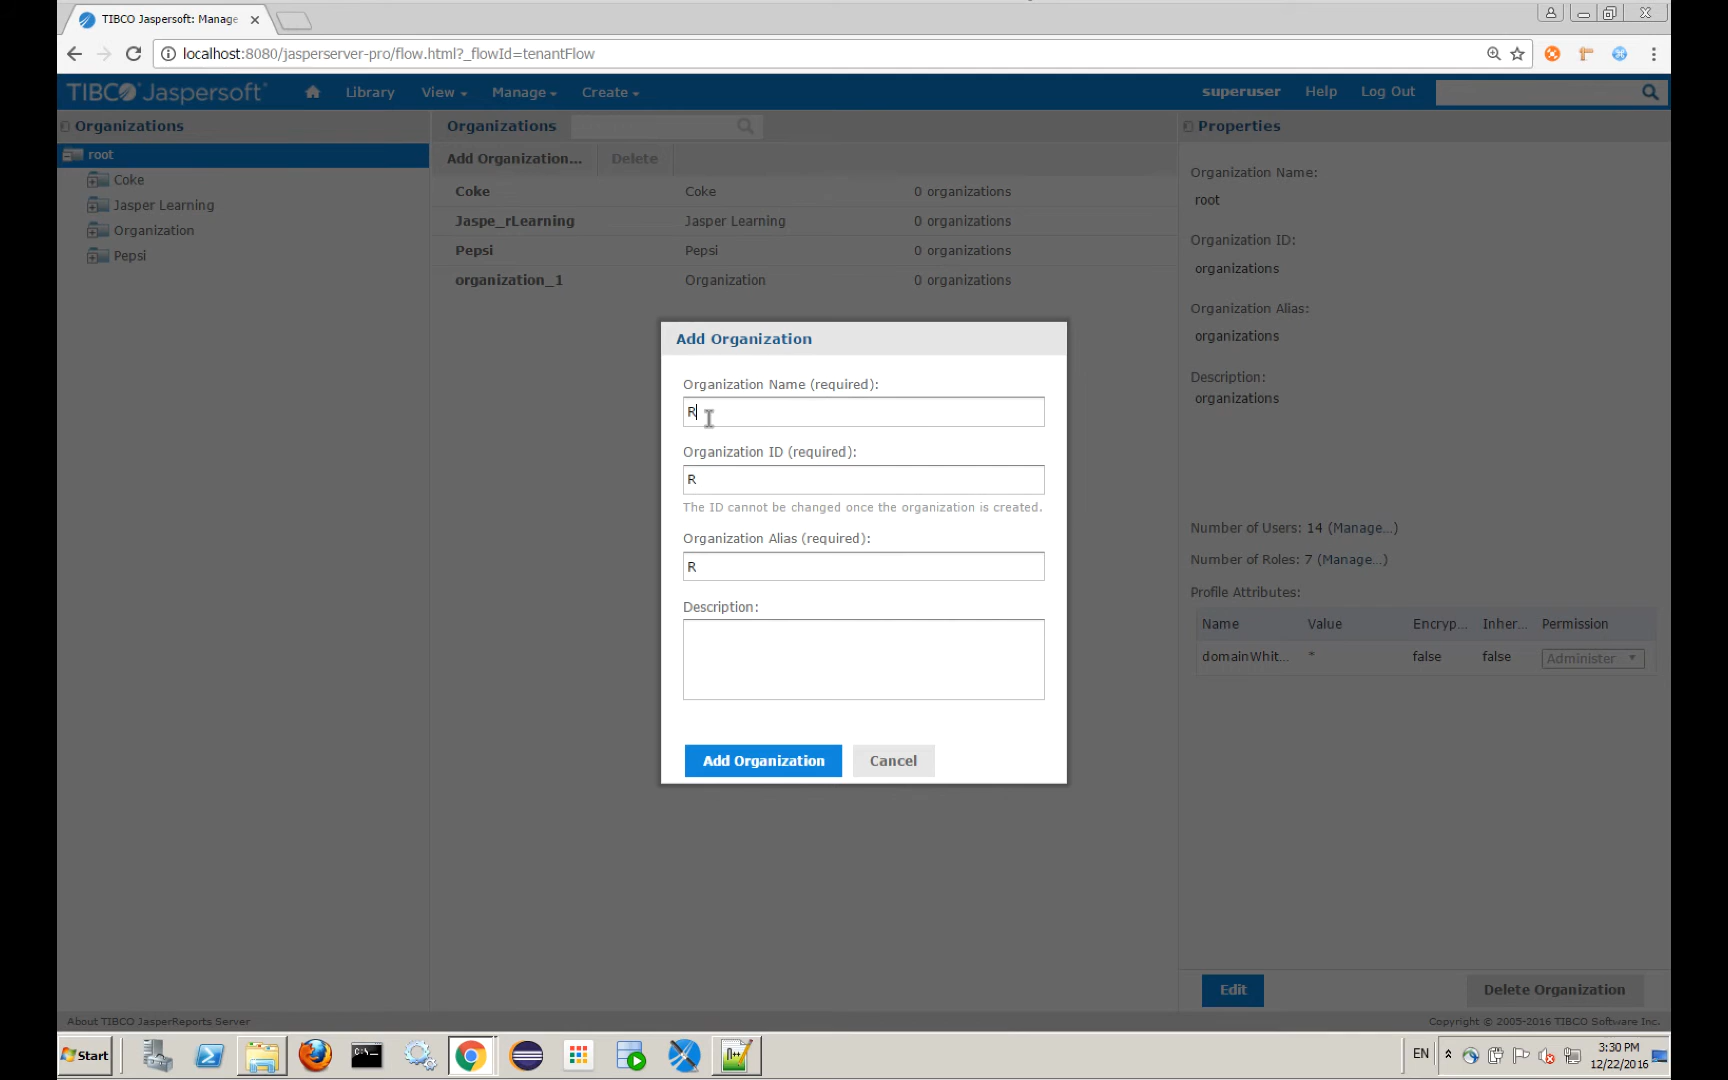 TIBCO Jaspersoft: Manage
localhost:8080/jasperserver-pro/flow.html?_flowId=tenantFlow
TIBCO Jaspersoft
Library
View
Manage
Create
superuser
Help
Log Out
Organizations
root
Coke
Jasper Learning
Organization
Pepsi
Organizations
Add Organization...
Delete
Coke Coke 0 organizations
Jaspe_rLearning Jasper Learning 0 organizations
Pepsi Pepsi 0 organizations
organization_1 Organization 0 organizations
Add Organization
Organization Name (required):
R
Organization ID (required):
R
The ID cannot be changed once the organization is created.
Organization Alias (required):
R
Description:
Add Organization
Cancel
Properties
Organization Name:
root
Organization ID:
organizations
Organization Alias:
organizations
Description:
organizations
Number of Users: 14 (Manage...)
Number of Roles: 7 (Manage...)
Profile Attributes:
Name Value Encryp... Inher... Permission
domainWhit... * false false Administer
Edit
Delete Organization
About TIBCO JasperReports Server
Copyright © 2005-2016 TIBCO Software Inc.
Start
EN
3:30 PM
12/22/2016